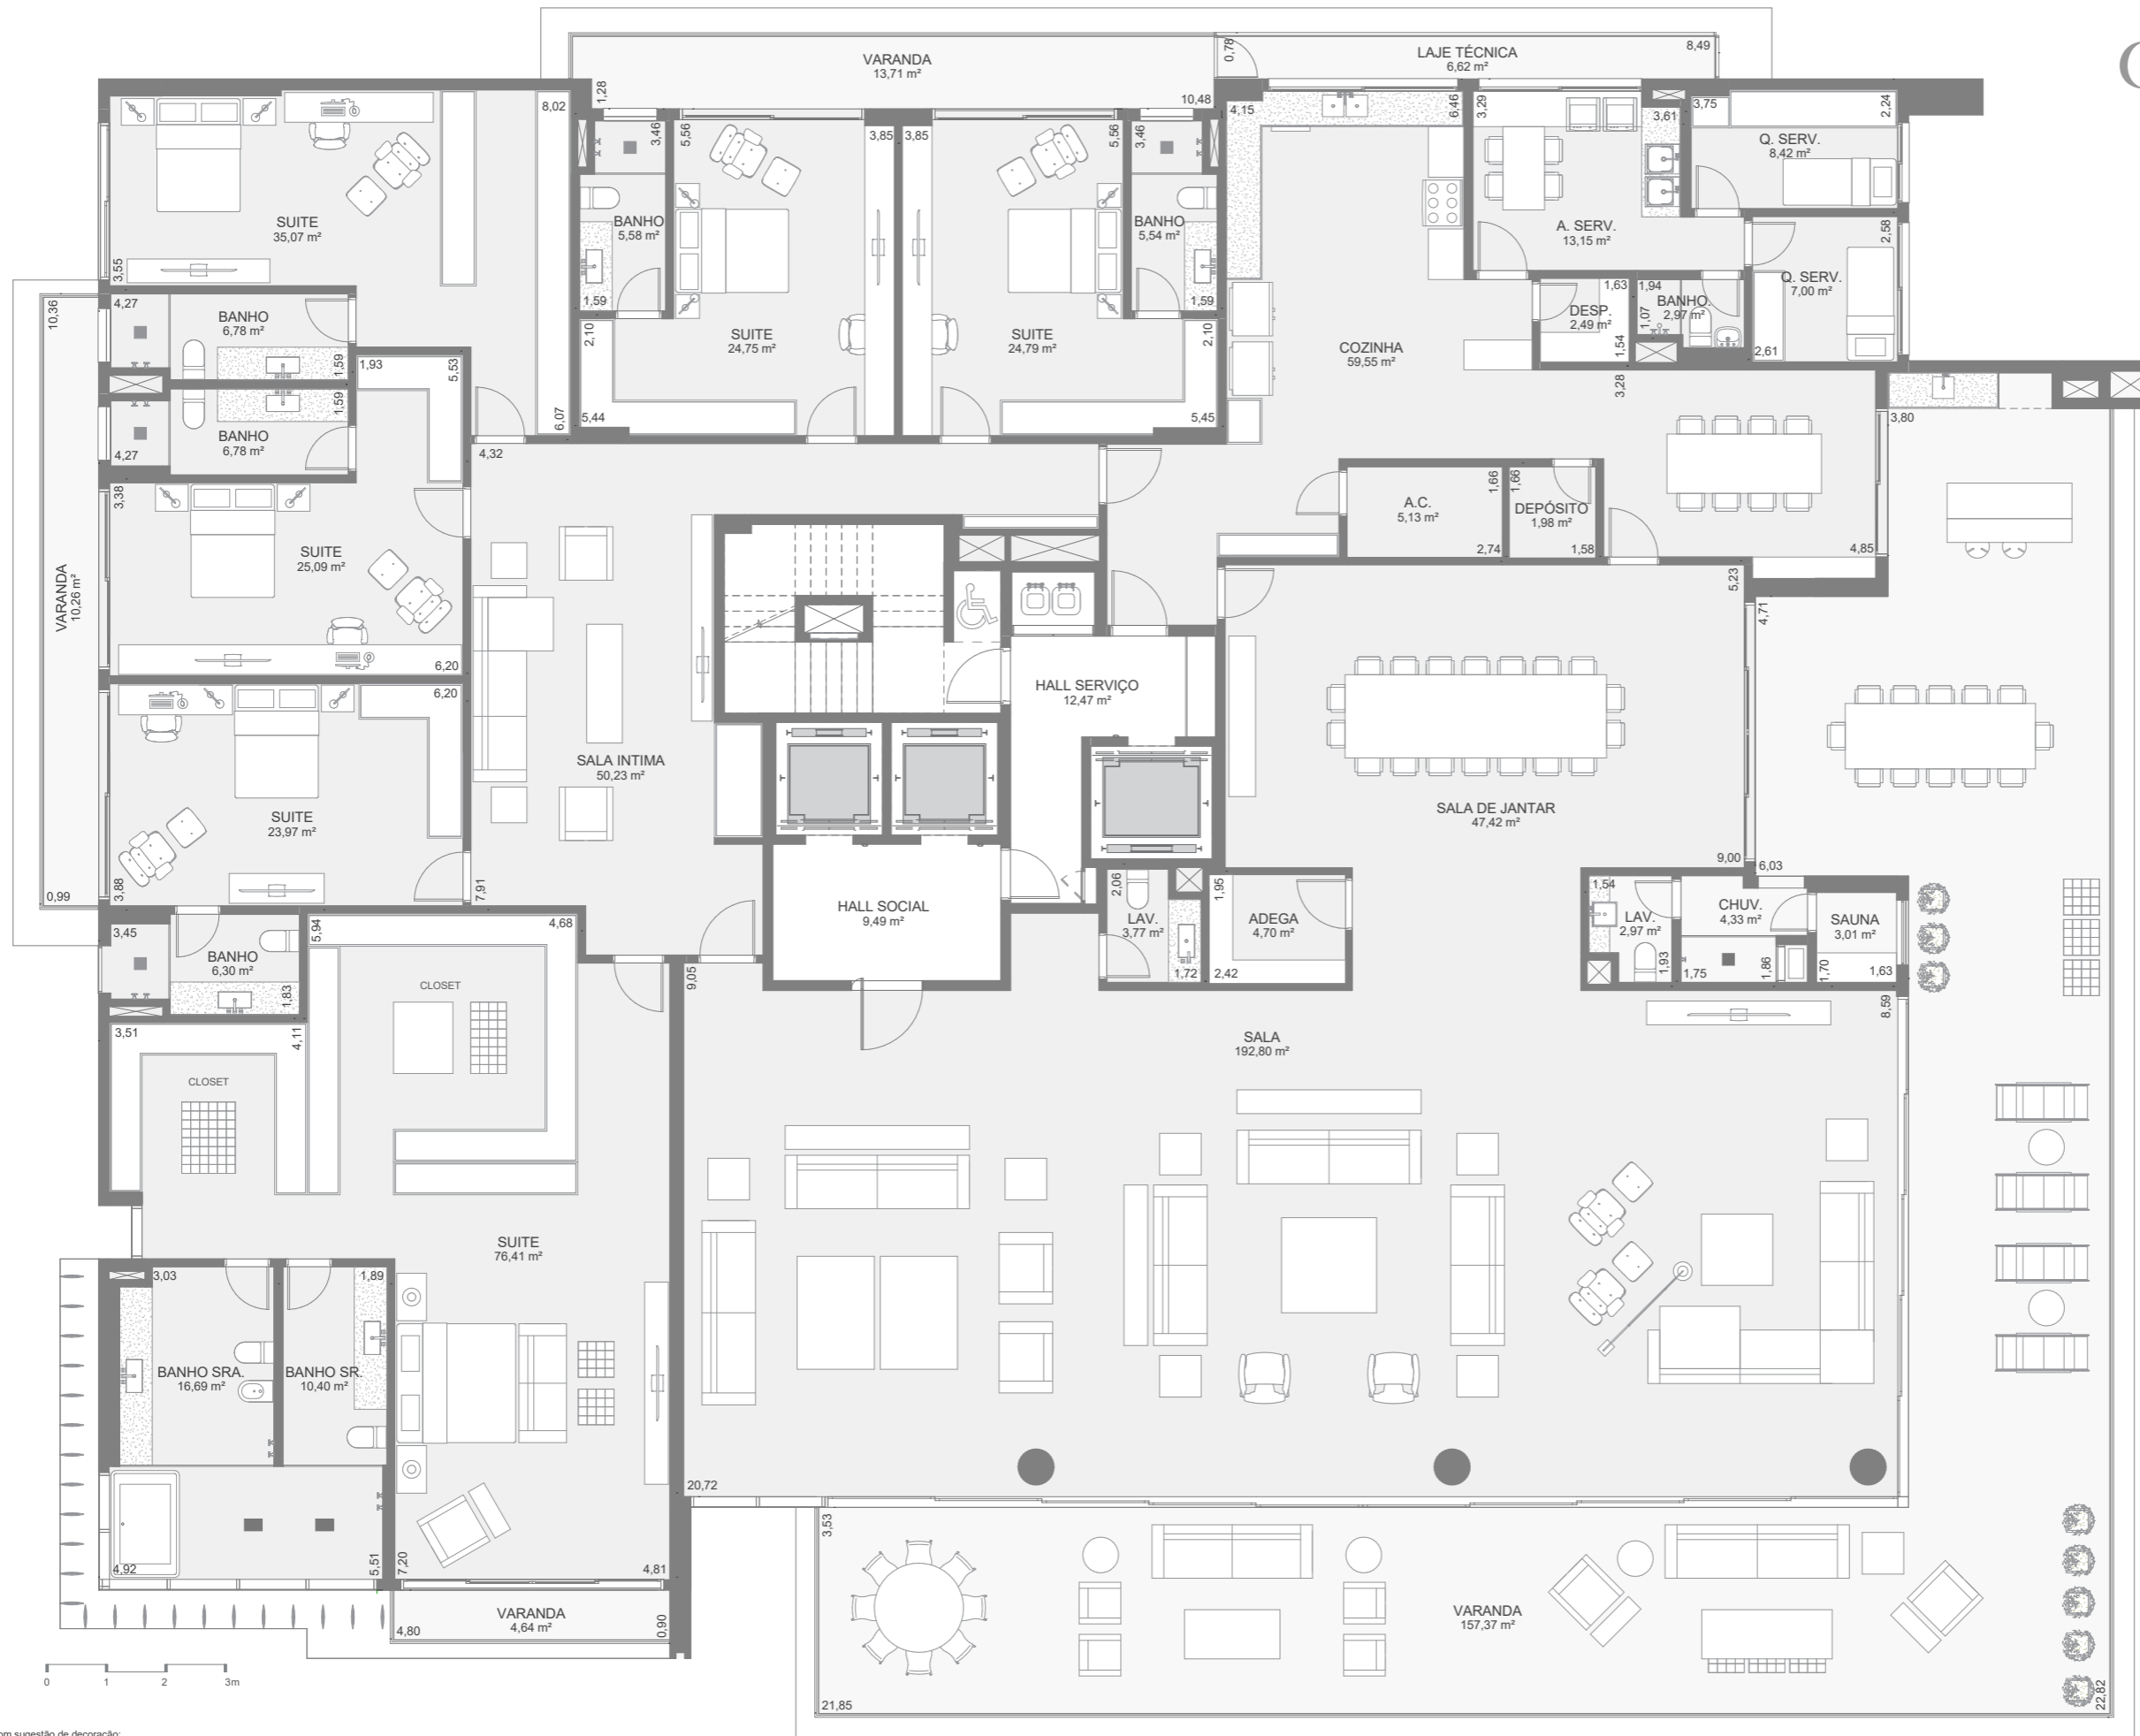 VARANDA
13,71 m²
1,28
10,48
0,78
LAJE TÉCNICA
6,62 m²
8,49
SUITE
35,07 m²
8,02
3,55
6,07
BANHO
5,58 m²
3,46
1,59
SUITE
24,75 m²
5,56
3,85
2,10
5,44
SUITE
24,79 m²
3,85
5,56
2,10
5,45
BANHO
5,54 m²
3,46
1,59
COZINHA
59,55 m²
4,15
6,46
3,28
4,85
A. SERV.
13,15 m²
3,29
3,61
Q. SERV.
8,42 m²
3,75
2,24
Q. SERV.
7,00 m²
2,58
2,61
DESP.
2,49 m²
1,63
1,54
BANHO.
2,97 m²
1,94
1,07
BANHO
6,78 m²
4,27
1,59
BANHO
6,78 m²
4,27
1,59
VARANDA
10,26 m²
10,36
0,99
SUITE
25,09 m²
1,93
5,53
3,38
6,20
SUITE
23,97 m²
6,20
3,88
SALA INTIMA
50,23 m²
4,32
7,91
A.C.
5,13 m²
1,66
2,74
DEPÓSITO
1,98 m²
1,66
1,58
HALL SERVIÇO
12,47 m²
SALA DE JANTAR
47,42 m²
5,23
9,00
3,80
4,71
6,03
HALL SOCIAL
9,49 m²
LAV.
3,77 m²
2,06
1,72
ADEGA
4,70 m²
1,95
2,42
LAV.
2,97 m²
1,54
1,93
CHUV.
4,33 m²
1,75
1,86
SAUNA
3,01 m²
1,70
1,63
BANHO
6,30 m²
3,45
1,83
CLOSET
5,94
4,68
CLOSET
3,51
4,11
SUITE
76,41 m²
7,20
4,81
BANHO SRA.
16,69 m²
3,03
4,92
BANHO SR.
10,40 m²
1,89
5,51
SALA
192,80 m²
9,05
8,59
20,72
VARANDA
4,64 m²
4,80
0,90
VARANDA
157,37 m²
3,53
21,85
22,82
0 1 2 3m
sugestão de decoração: